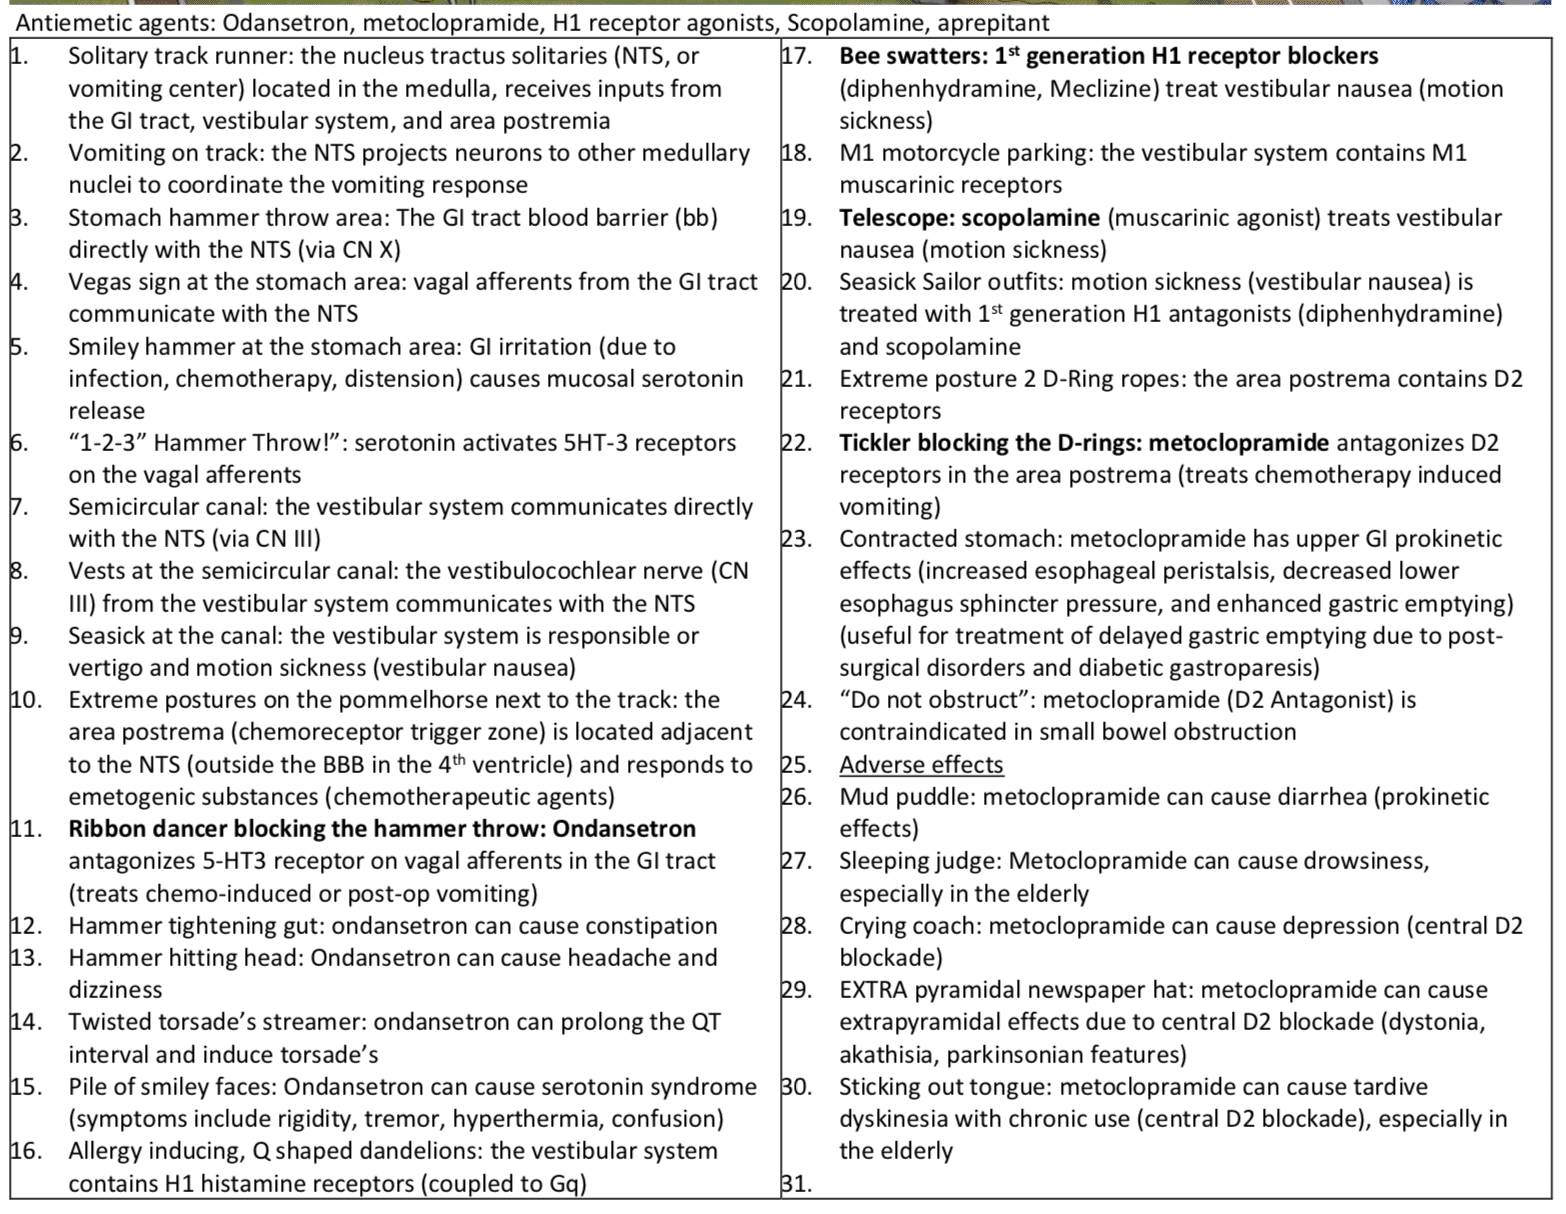 Antiemetic agents: Odansetron, metoclopramide, H1 receptor agonists, Scopolamine, aprepitant
1. Solitary track runner: the nucleus tractus solitaries (NTS, or
vomiting center) located in the medulla, receives inputs from
the GI tract, vestibular system, and area postremia
2. Vomiting on track: the NTS projects neurons to other medullary
nuclei to coordinate the vomiting response
3. Stomach hammer throw area: The GI tract blood barrier (bb)
directly with the NTS (via CN X)
4. Vegas sign at the stomach area: vagal afferents from the GI tract
communicate with the NTS
5. Smiley hammer at the stomach area: GI irritation (due to
infection, chemotherapy, distension) causes mucosal serotonin
release
6. “1-2-3” Hammer Throw!”: serotonin activates 5HT-3 receptors
on the vagal afferents
7. Semicircular canal: the vestibular system communicates directly
with the NTS (via CN III)
8. Vests at the semicircular canal: the vestibulocochlear nerve (CN
III) from the vestibular system communicates with the NTS
9. Seasick at the canal: the vestibular system is responsible or
vertigo and motion sickness (vestibular nausea)
10. Extreme postures on the pommelhorse next to the track: the
area postrema (chemoreceptor trigger zone) is located adjacent
to the NTS (outside the BBB in the 4th ventricle) and responds to
emetogenic substances (chemotherapeutic agents)
11. Ribbon dancer blocking the hammer throw: Ondansetron
antagonizes 5-HT3 receptor on vagal afferents in the GI tract
(treats chemo-induced or post-op vomiting)
12. Hammer tightening gut: ondansetron can cause constipation
13. Hammer hitting head: Ondansetron can cause headache and
dizziness
14. Twisted torsade’s streamer: ondansetron can prolong the QT
interval and induce torsade’s
15. Pile of smiley faces: Ondansetron can cause serotonin syndrome
(symptoms include rigidity, tremor, hyperthermia, confusion)
16. Allergy inducing, Q shaped dandelions: the vestibular system
contains H1 histamine receptors (coupled to Gq)
17. Bee swatters: 1st generation H1 receptor blockers
(diphenhydramine, Meclizine) treat vestibular nausea (motion
sickness)
18. M1 motorcycle parking: the vestibular system contains M1
muscarinic receptors
19. Telescope: scopolamine (muscarinic agonist) treats vestibular
nausea (motion sickness)
20. Seasick Sailor outfits: motion sickness (vestibular nausea) is
treated with 1st generation H1 antagonists (diphenhydramine)
and scopolamine
21. Extreme posture 2 D-Ring ropes: the area postrema contains D2
receptors
22. Tickler blocking the D-rings: metoclopramide antagonizes D2
receptors in the area postrema (treats chemotherapy induced
vomiting)
23. Contracted stomach: metoclopramide has upper GI prokinetic
effects (increased esophageal peristalsis, decreased lower
esophagus sphincter pressure, and enhanced gastric emptying)
(useful for treatment of delayed gastric emptying due to post-
surgical disorders and diabetic gastroparesis)
24. “Do not obstruct”: metoclopramide (D2 Antagonist) is
contraindicated in small bowel obstruction
25. Adverse effects
26. Mud puddle: metoclopramide can cause diarrhea (prokinetic
effects)
27. Sleeping judge: Metoclopramide can cause drowsiness,
especially in the elderly
28. Crying coach: metoclopramide can cause depression (central D2
blockade)
29. EXTRA pyramidal newspaper hat: metoclopramide can cause
extrapyramidal effects due to central D2 blockade (dystonia,
akathisia, parkinsonian features)
30. Sticking out tongue: metoclopramide can cause tardive
dyskinesia with chronic use (central D2 blockade), especially in
the elderly
31.